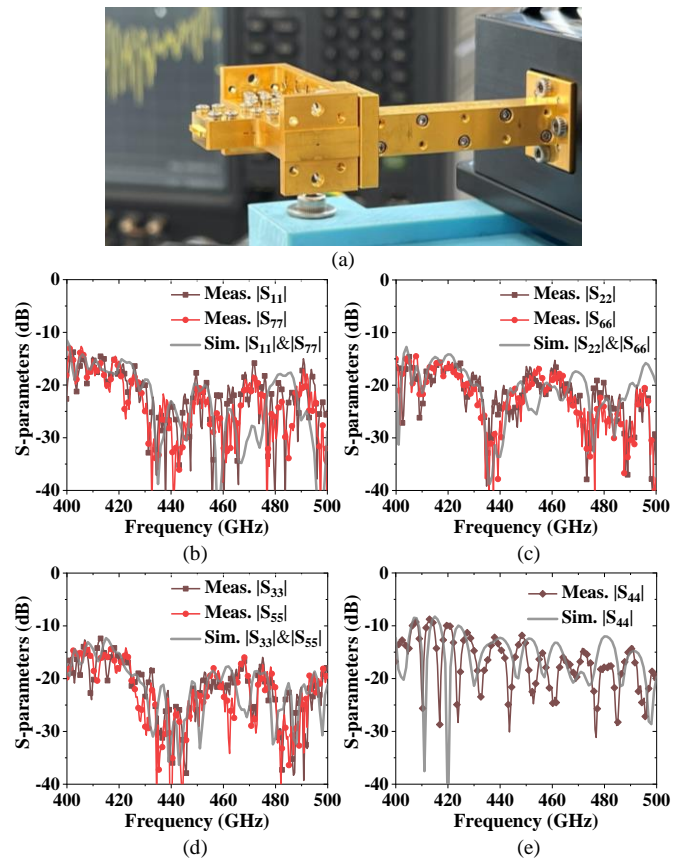 (a)
0
-10
-20
-30
-40
S-parameters (dB)
Meas. |S11|
Meas. |S77|
Sim. |S11|&|S77|
400 420 440 460 480 500
Frequency (GHz)
(b)
0
-10
-20
-30
-40
S-parameters (dB)
Meas. |S22|
Meas. |S66|
Sim. |S22|&|S66|
400 420 440 460 480 500
Frequency (GHz)
(c)
0
-10
-20
-30
-40
S-parameters (dB)
Meas. |S33|
Meas. |S55|
Sim. |S33|&|S55|
400 420 440 460 480 500
Frequency (GHz)
(d)
0
-10
-20
-30
-40
S-parameters (dB)
Meas. |S44|
Sim. |S44|
400 420 440 460 480 500
Frequency (GHz)
(e)